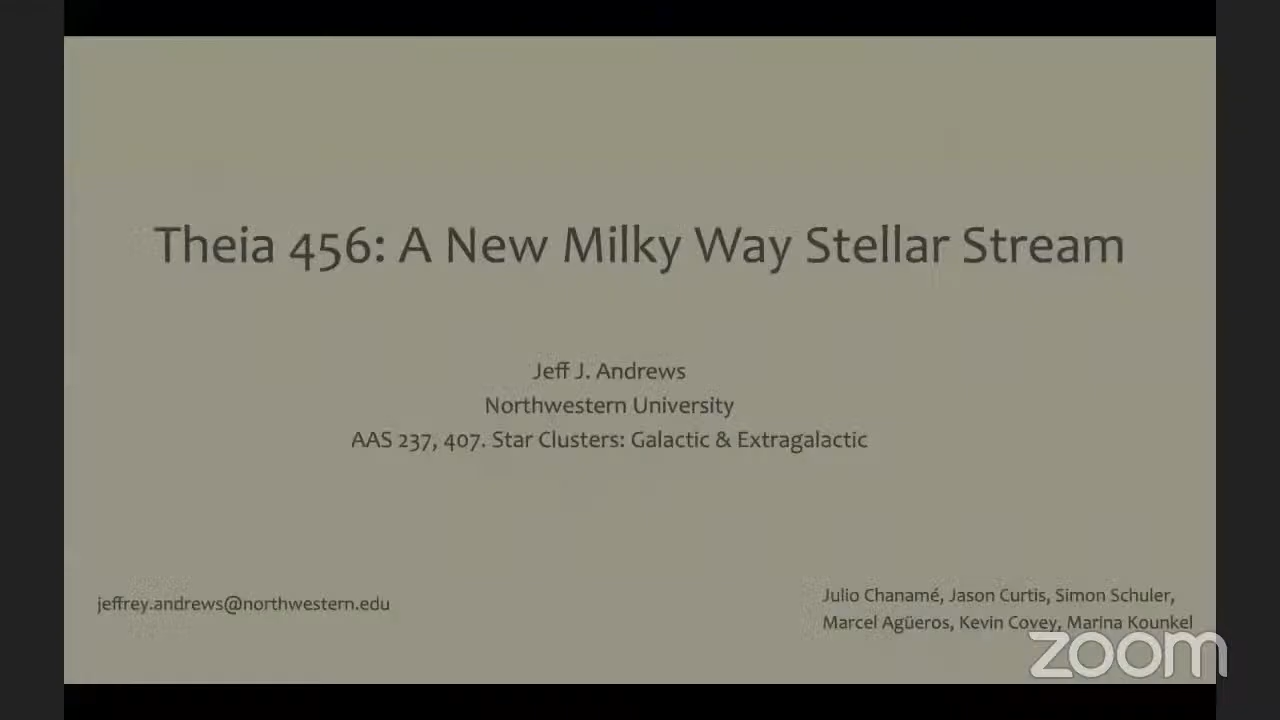 Theia 456: A New Milky Way Stellar Stream
Jeff J. Andrews
Northwestern University
AAS 237, 407. Star Clusters: Galactic & Extragalactic
jeffrey.andrews@northwestern.edu
Julio Chanamé, Jason Curtis, Simon Schuler,
Marcel Agüeros, Kevin Covey, Marina Kounkel
zoom